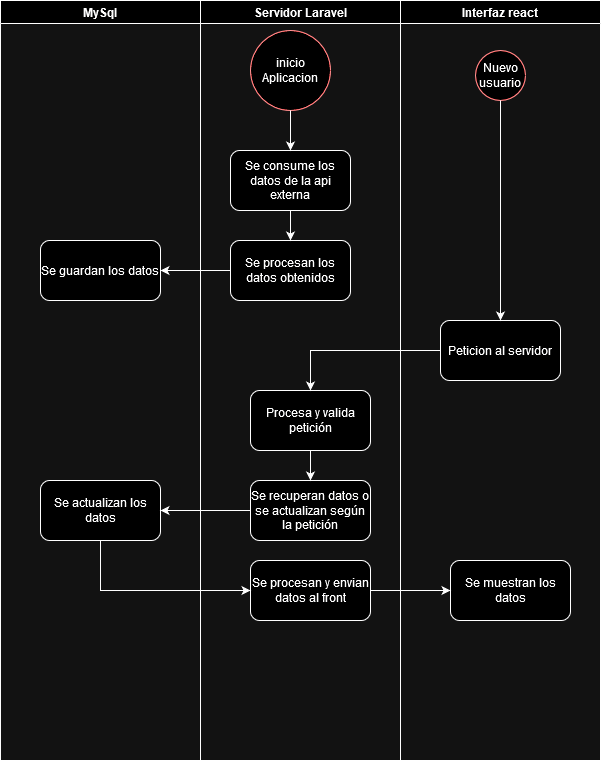 MySql
Servidor Laravel
Interfaz react
inicio
Aplicacion
Nuevo
usuario
Se consume los
datos de la api
externa
Se guardan los datos
Se procesan los
datos obtenidos
Peticion al servidor
Procesa y valida
petición
Se actualizan los
datos
Se recuperan datos o
se actualizan según
la petición
Se procesan y envian
datos al front
Se muestran los
datos